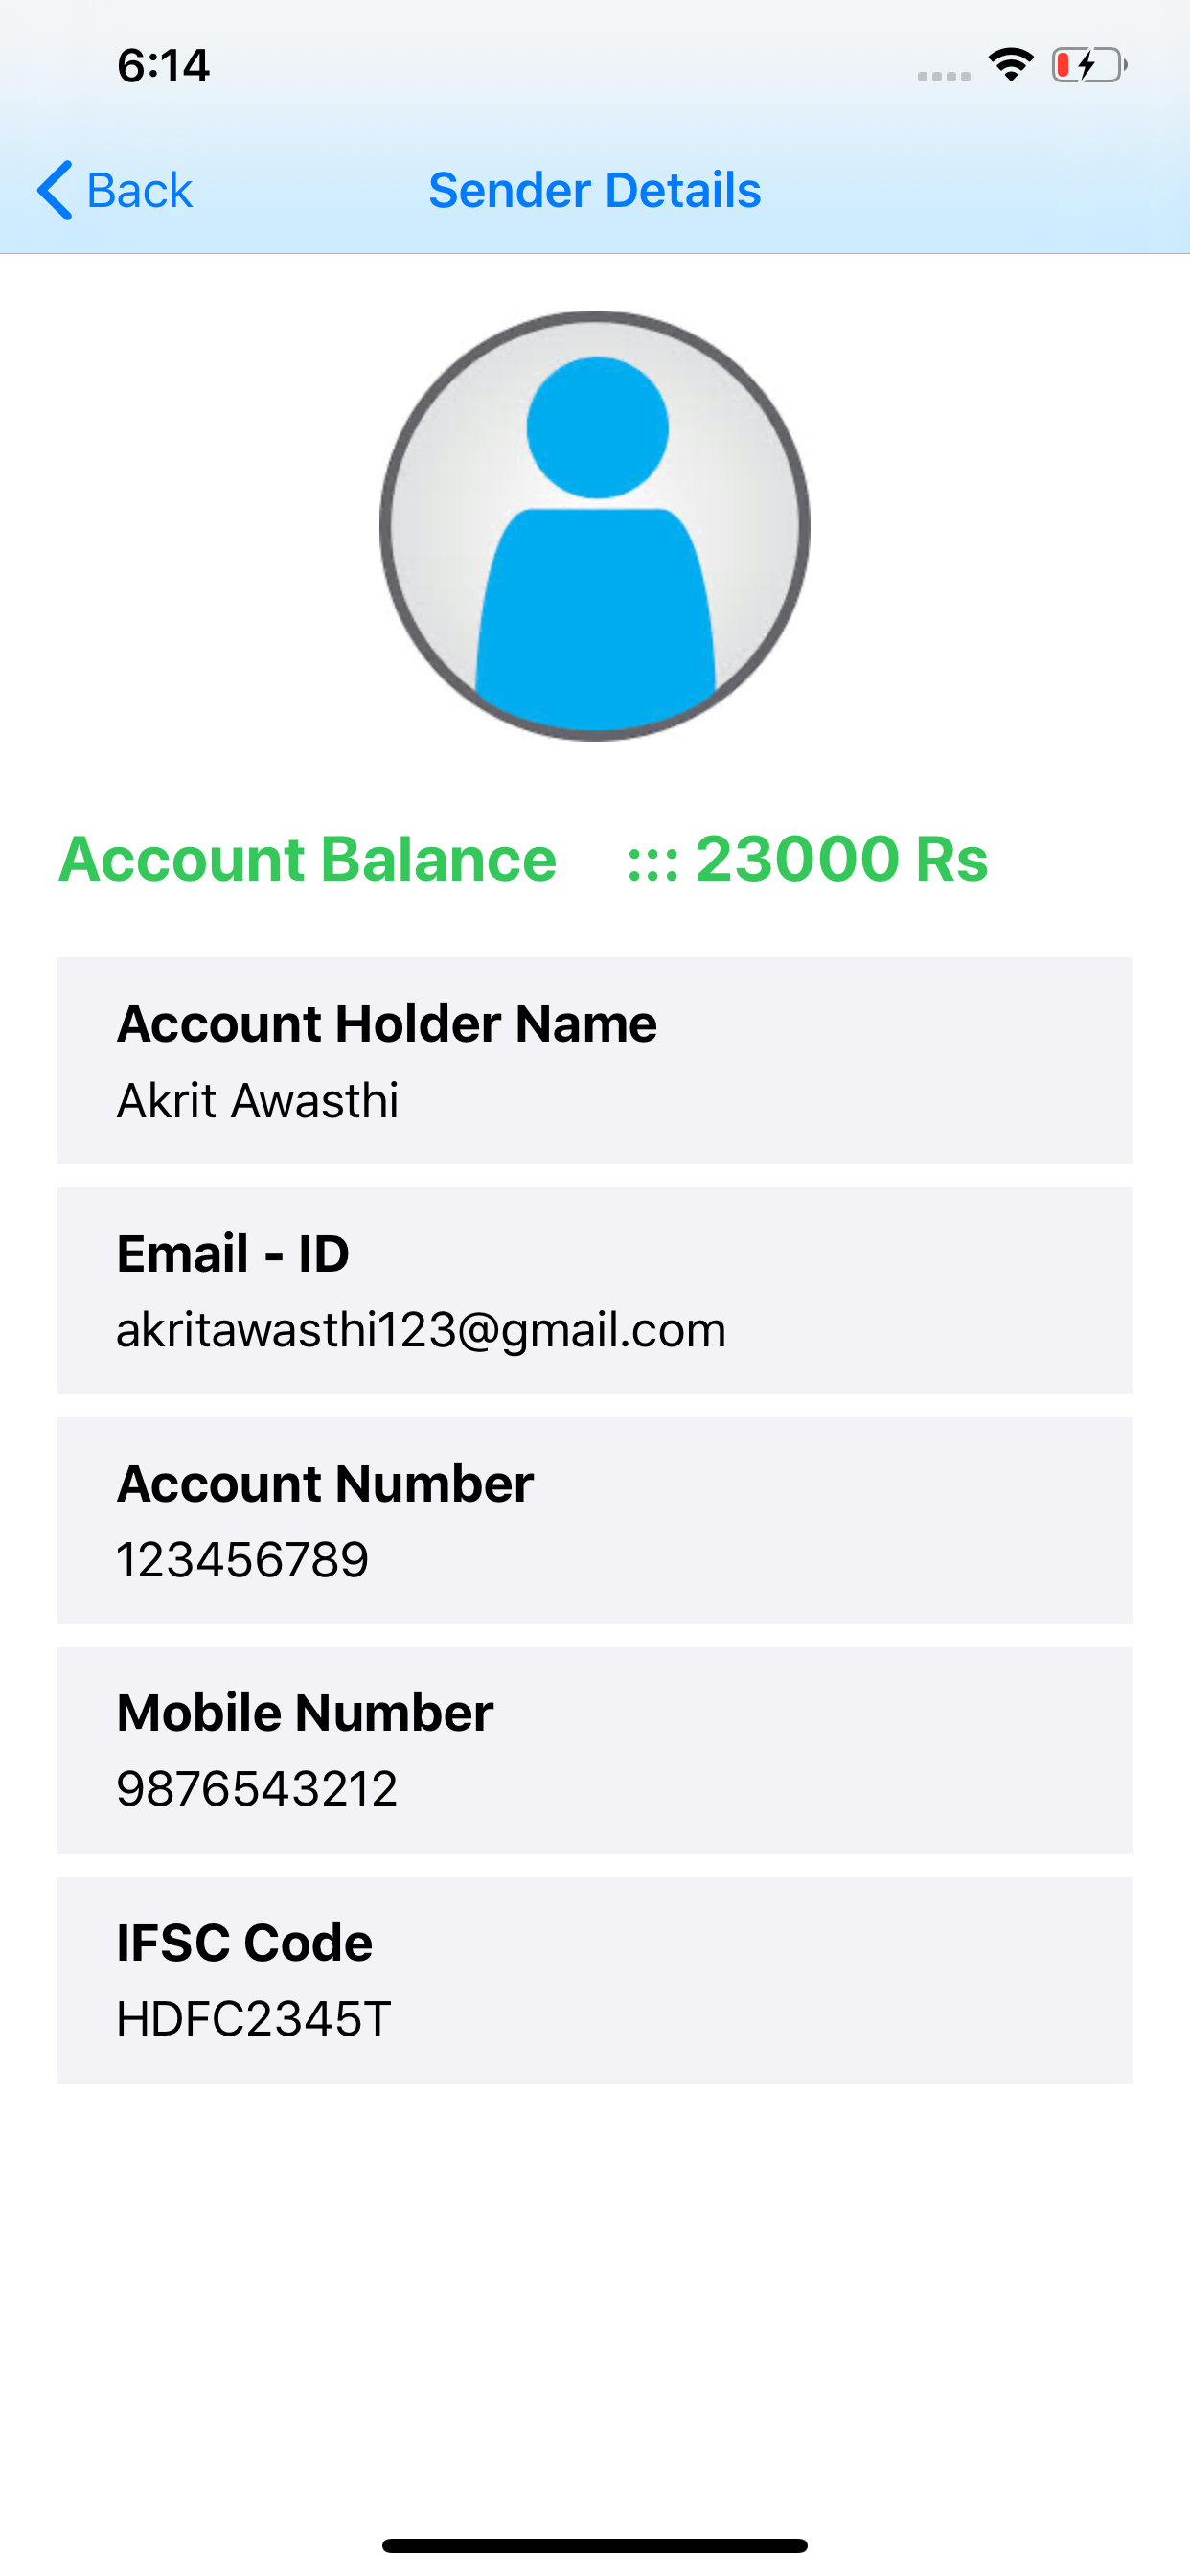 6:14
Back
Sender Details
Account Balance ::: 23000 Rs
Account Holder Name
Akrit Awasthi
Email - ID
akritawasthi123@gmail.com
Account Number
123456789
Mobile Number
9876543212
IFSC Code
HDFC2345T